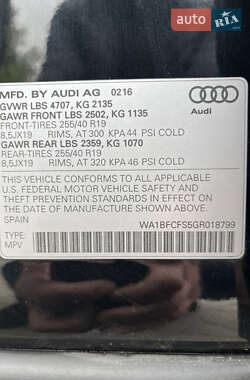 MFD. BY AUDI AG 0216
GVWR LBS 4707, KG 2135
GAWR FRONT LBS 2502, KG 1135
FRONT-TIRES 255/40 R19
8,5JX19 RIMS, AT 300 KPA 44 PSI COLD
GAWR REAR LBS 2359, KG 1070
REAR-TIRES 255/40 R19
8,5JX19 RIMS, AT 320 KPA 46 PSI COLD
Audi
THIS VEHICLE CONFORMS TO ALL APPLICABLE
FEDERAL MOTOR VEHICLE SAFETY AND
THEFT PREVENTION STANDARDS IN EFFECT
ON THE DATE OF MANUFACTURE SHOWN ABOVE
SPAIN
TYPE: WA1BFCFS5GR018799
MPV